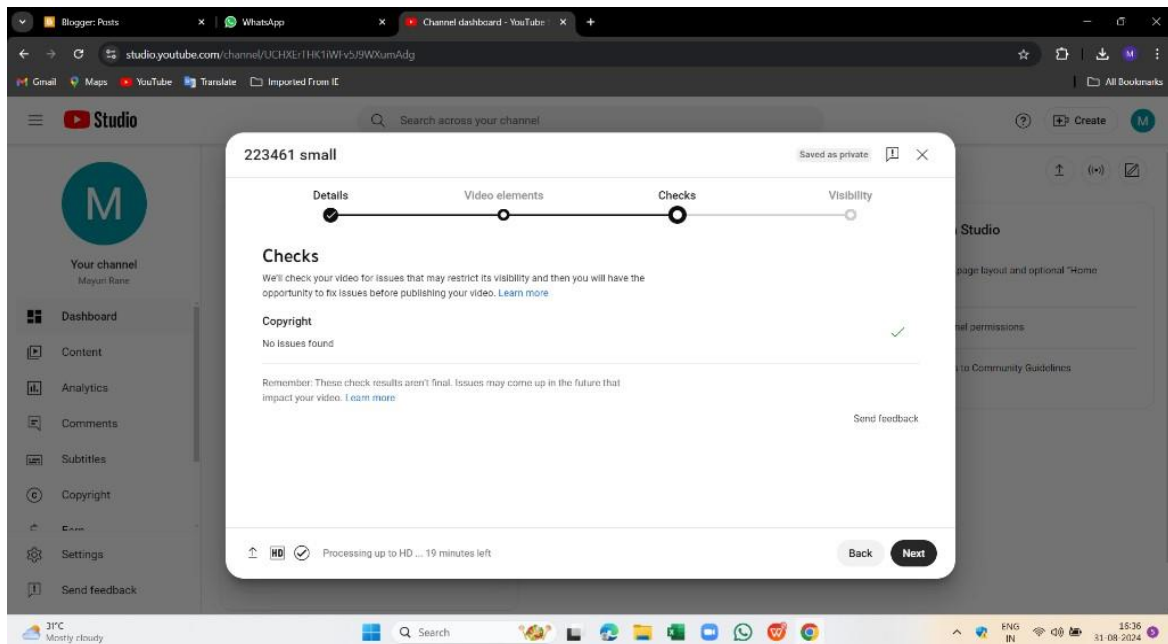 Blogger: Posts
WhatsApp
Channel dashboard - YouTube
studio.youtube.com/channel/UCHXErTHK1iWFv5J9WXumAdg
Gmail Maps YouTube Translate Imported From IE
All Bookmarks
Studio
Search across your channel
Create
M
M
Your channel
Mayuri Rane
Dashboard
Content
Analytics
Comments
Subtitles
Copyright
Settings
Send feedback
223461 small
Saved as private
Details Video elements Checks Visibility
Checks
We'll check your video for issues that may restrict its visibility and then you will have the
opportunity to fix issues before publishing your video. Learn more
Copyright
No issues found
Remember: These check results aren't final. Issues may come up in the future that
impact your video. Learn more
Send feedback
HD Processing up to HD ... 19 minutes left
Back Next
Studio
page layout and optional "Home
permissions
to Community Guidelines
31°C
Mostly cloudy
Search
ENG
IN
31-08-2024